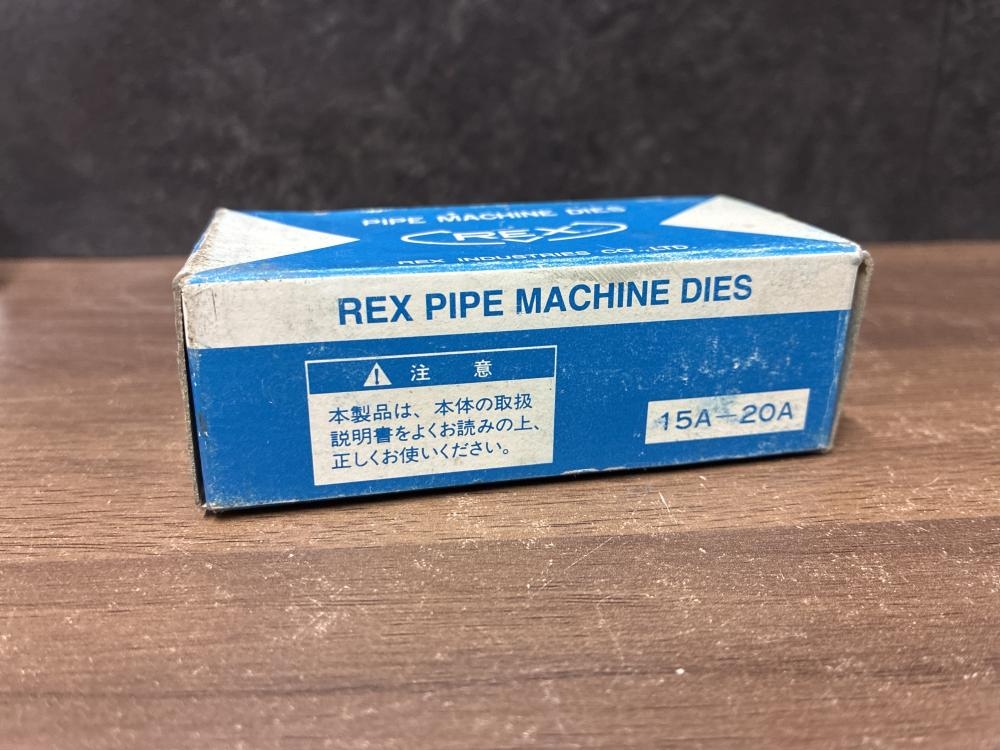 PIPE MACHINE DIES
REX
REX INDUSTRIES CO., LTD.
REX PIPE MACHINE DIES
注 意
本製品は、本体の取扱
説明書をよくお読みの上、
正しくお使いください。
15A-20A